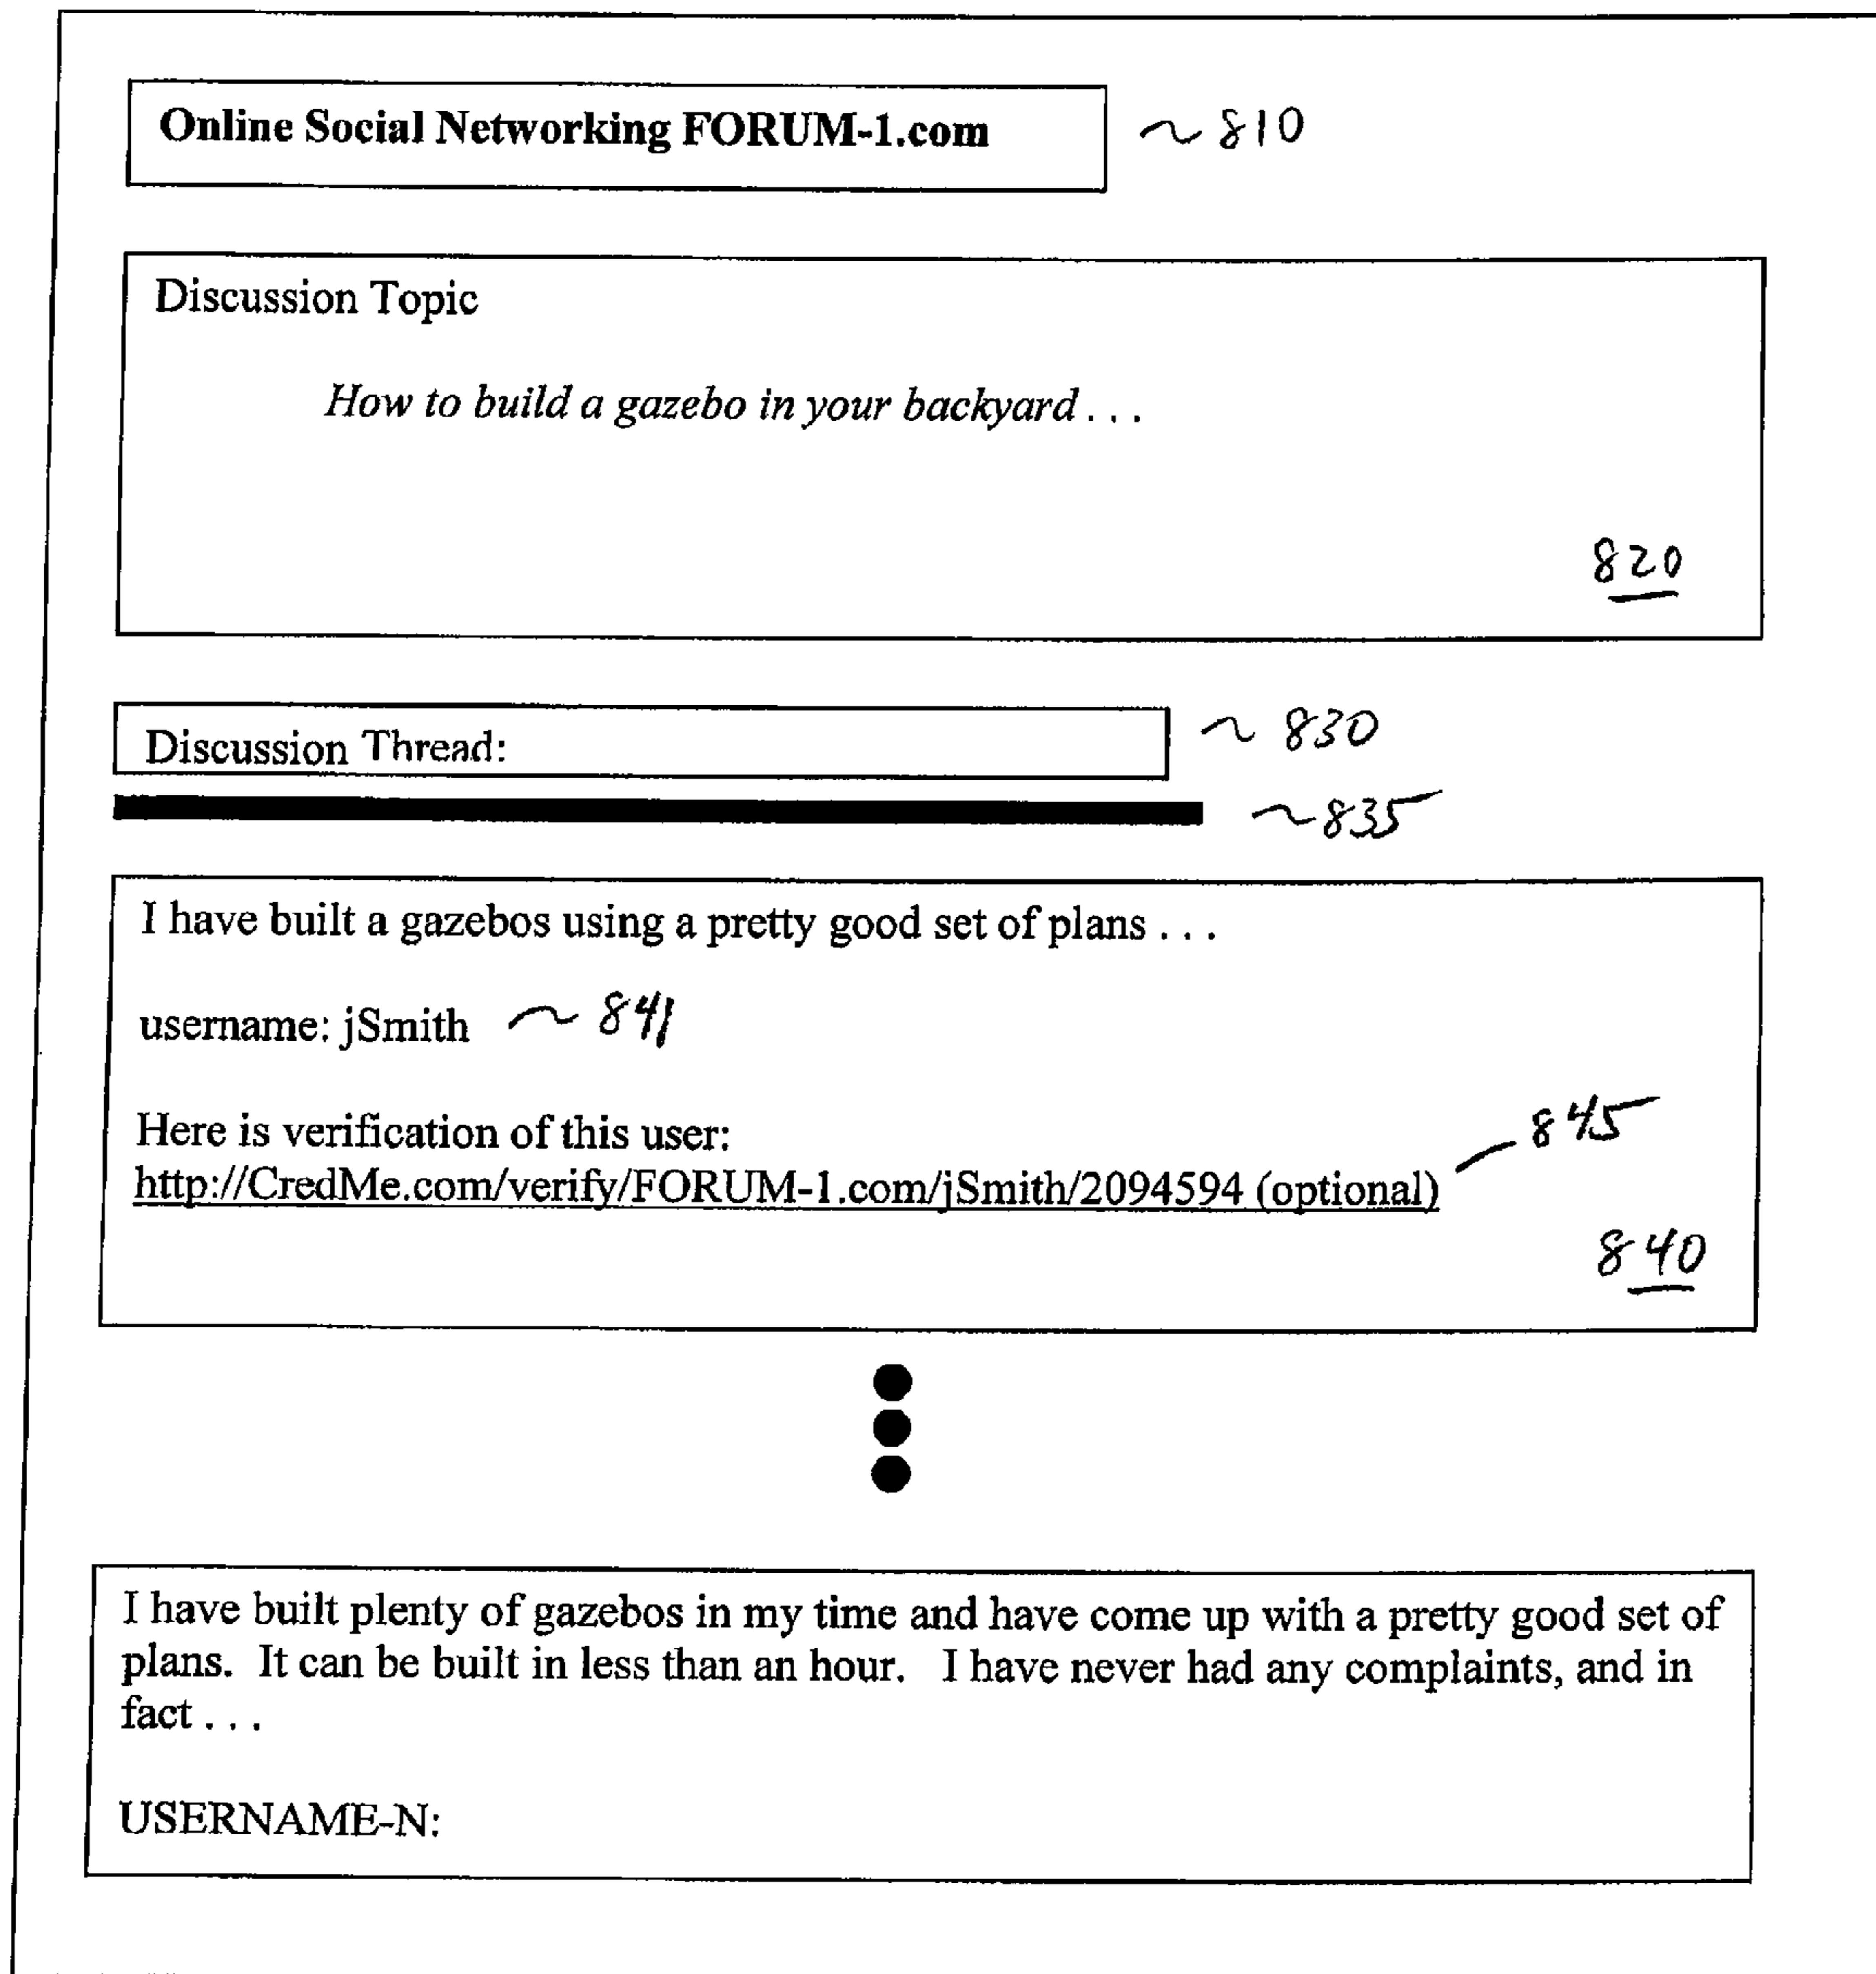 Online Social Networking FORUM-1.com ~ 810
Discussion Topic
How to build a gazebo in your backyard . . .
820
Discussion Thread: ~ 830
~835
I have built a gazebos using a pretty good set of plans . . .
username: jSmith ~ 841
Here is verification of this user:
845
http://CredMe.com/verify/FORUM-1.com/jSmith/2094594 (optional)
840
I have built plenty of gazebos in my time and have come up with a pretty good set of
plans. It can be built in less than an hour. I have never had any complaints, and in
fact . . .
USERNAME-N: